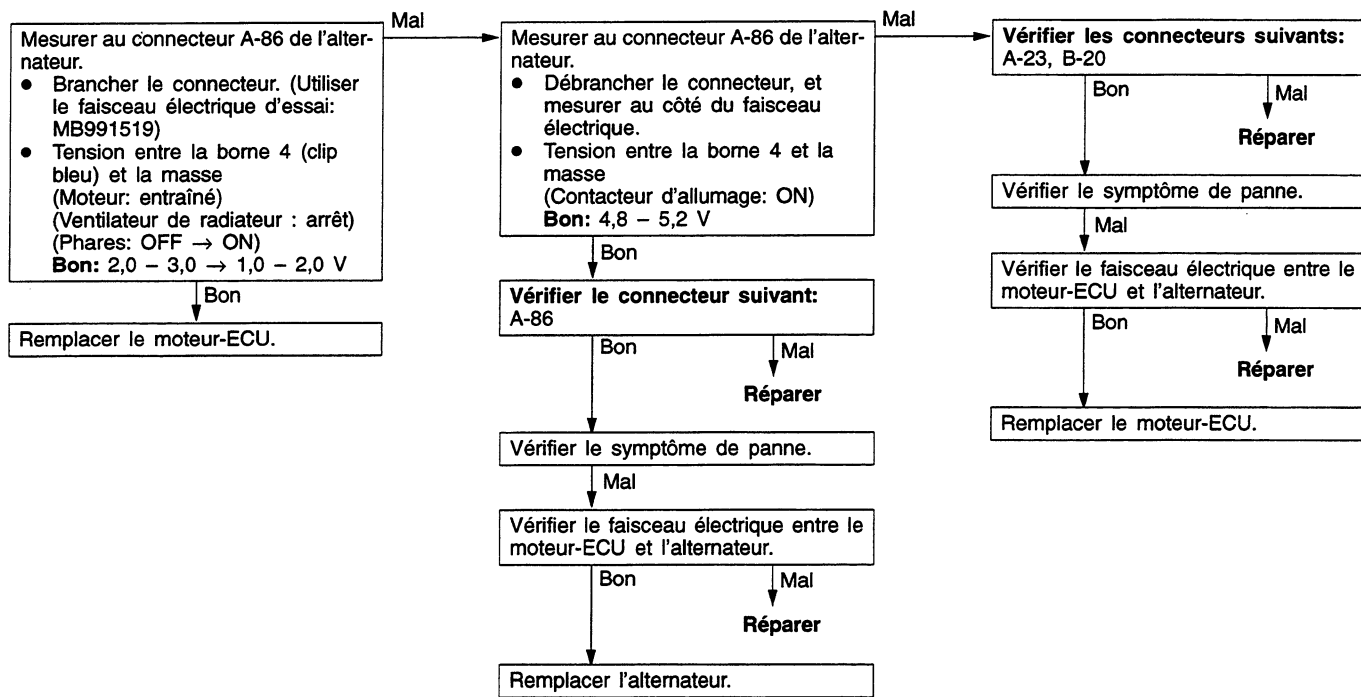 Mal
Mesurer au connecteur A-86 de l'alter-
nateur.
● Brancher le connecteur. (Utiliser
le faisceau électrique d'essai:
MB991519)
● Tension entre la borne 4 (clip
bleu) et la masse
(Moteur: entraîné)
(Ventilateur de radiateur : arrêt)
(Phares: OFF → ON)
Bon: 2,0 – 3,0 → 1,0 – 2,0 V
Bon
Remplacer le moteur-ECU.
Mal
Mesurer au connecteur A-86 de l'alter-
nateur.
● Débrancher le connecteur, et
mesurer au côté du faisceau
électrique.
● Tension entre la borne 4 et la
masse
(Contacteur d'allumage: ON)
Bon: 4,8 – 5,2 V
Bon
Vérifier le connecteur suivant:
A-86
Bon
Mal
Réparer
Vérifier le symptôme de panne.
Mal
Vérifier le faisceau électrique entre le
moteur-ECU et l'alternateur.
Bon
Mal
Réparer
Remplacer l'alternateur.
Vérifier les connecteurs suivants:
A-23, B-20
Bon
Mal
Réparer
Vérifier le symptôme de panne.
Mal
Vérifier le faisceau électrique entre le
moteur-ECU et l'alternateur.
Bon
Mal
Réparer
Remplacer le moteur-ECU.